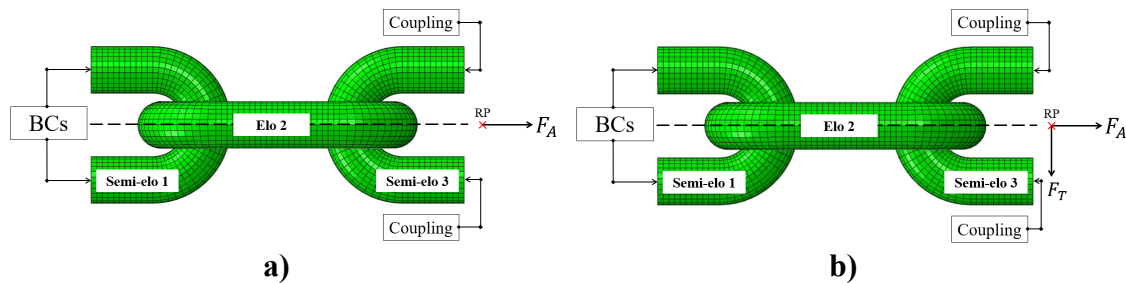 Coupling
BCs
Elo 2
RP
F_A
Semi-elo 1
Semi-elo 3
Coupling
a)
Coupling
BCs
Elo 2
RP
F_A
Semi-elo 1
Semi-elo 3
F_T
Coupling
b)